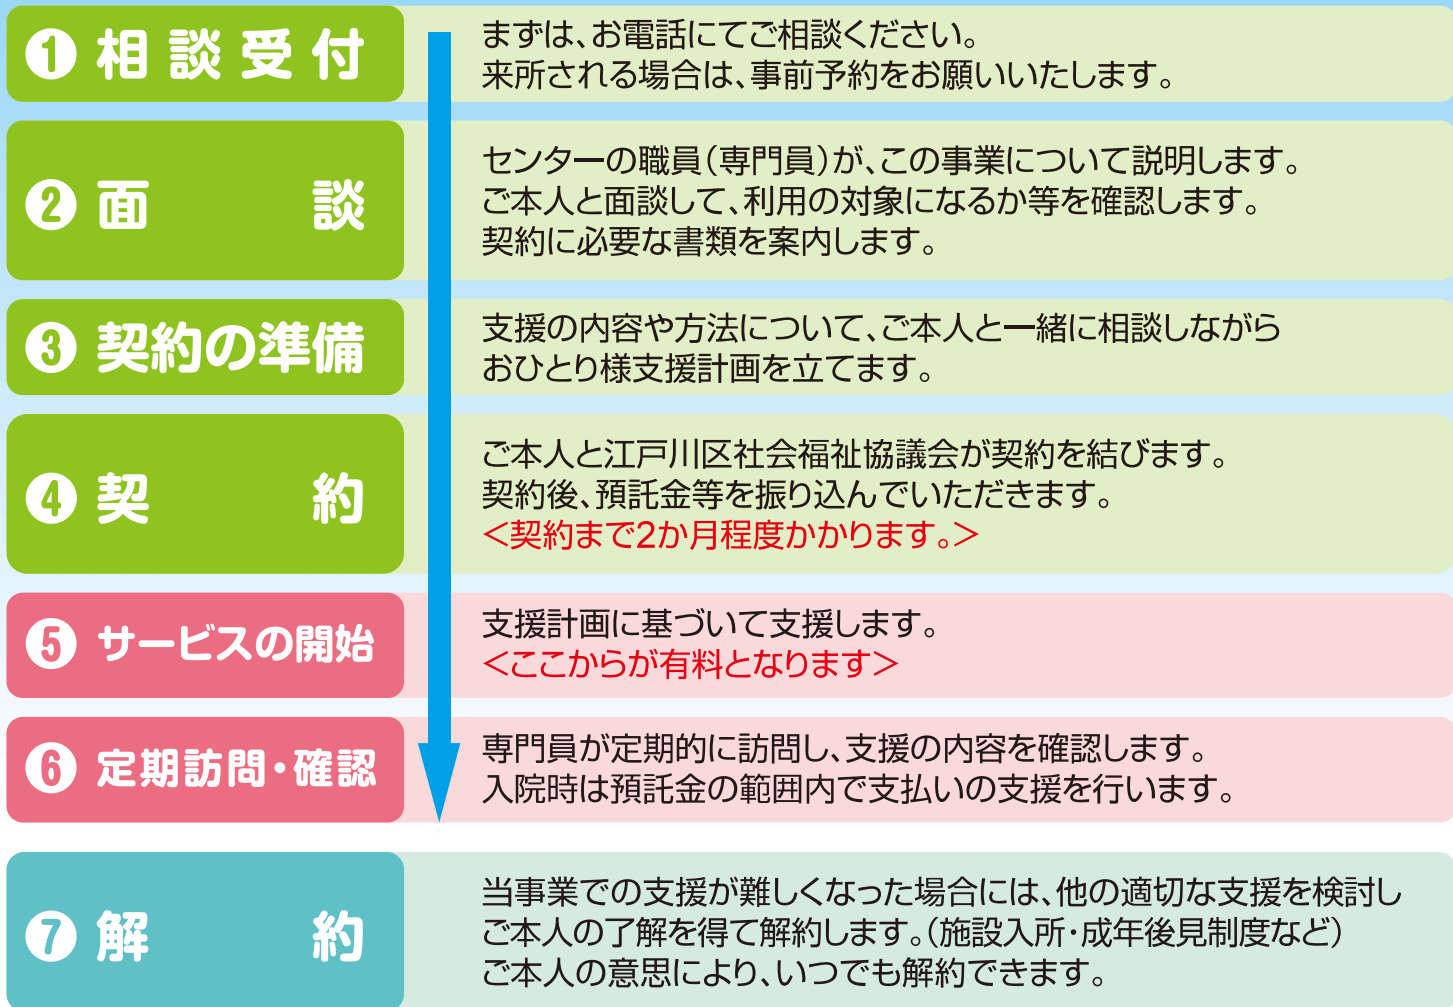 ❶ 相談受付
まずは、お電話にてご相談ください。
来所される場合は、事前予約をお願いいたします。
❷ 面談
センターの職員（専門員）が、この事業について説明します。
ご本人と面談して、利用の対象になるか等を確認します。
契約に必要な書類を案内します。
❸ 契約の準備
支援の内容や方法について、ご本人と一緒に相談しながら
おひとり様支援計画を立てます。
❹ 契約
ご本人と江戸川区社会福祉協議会が契約を結びます。
契約後、預託金等を振り込んでいただきます。
＜契約まで2か月程度かかります。＞
❺ サービスの開始
支援計画に基づいて支援します。
＜ここからが有料となります＞
❻ 定期訪問・確認
専門員が定期的に訪問し、支援の内容を確認します。
入院時は預託金の範囲内で支払いの支援を行います。
❼ 解約
当事業での支援が難しくなった場合には、他の適切な支援を検討し
ご本人の了解を得て解約します。（施設入所・成年後見制度など）
ご本人の意思により、いつでも解約できます。